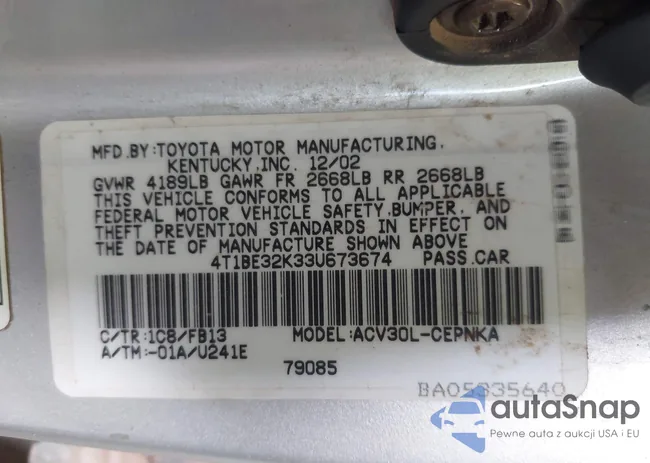 MFD.BY:TOYOTA MOTOR MANUFACTURING,
KENTUCKY,INC. 12/02
GVWR 4189LB GAWR FR 2668LB RR 2668LB
THIS VEHICLE CONFORMS TO ALL APPLICABLE
FEDERAL MOTOR VEHICLE SAFETY,BUMPER, AND
THEFT PREVENTION STANDARDS IN EFFECT ON
THE DATE OF MANUFACTURE SHOWN ABOVE
4T1BE32K33U673674 PASS.CAR
C/TR:1C8/FB13 MODEL:ACV30L-CEPNKA
A/TM:-01A/U241E
79085
BA05835640
autaSnap
Pewne auta z aukcji USA i EU